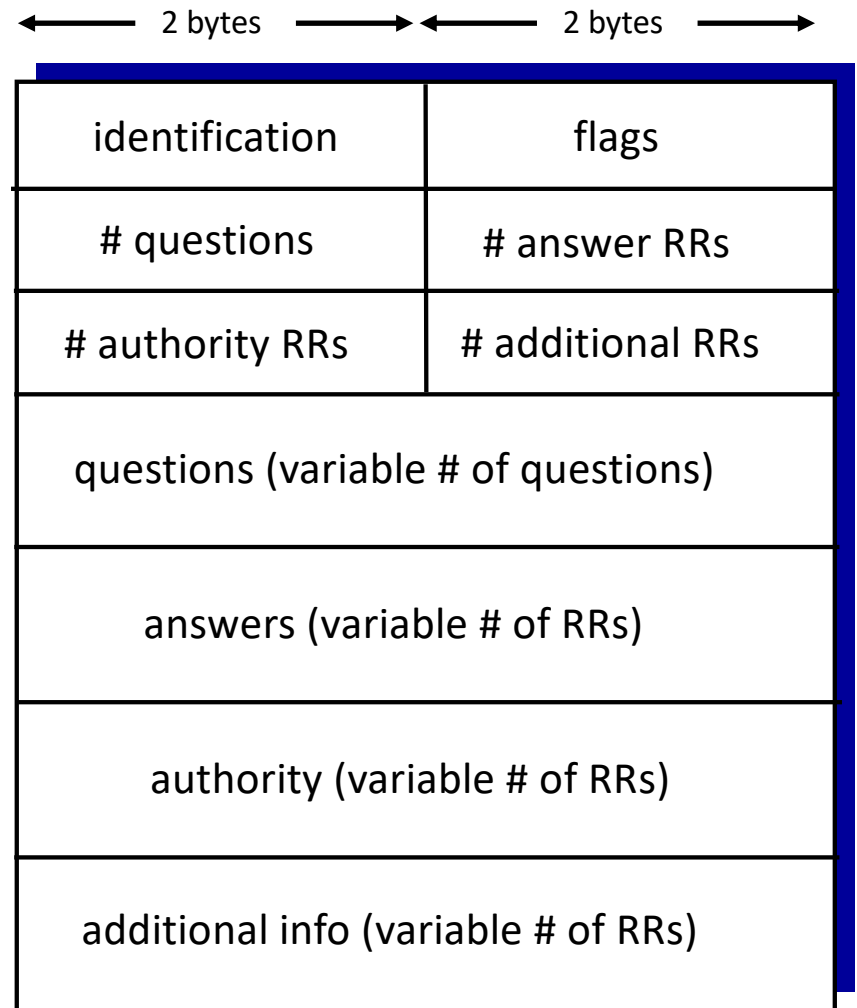 2 bytes 2 bytes
identification flags
# questions # answer RRs
# authority RRs # additional RRs
questions (variable # of questions)
answers (variable # of RRs)
authority (variable # of RRs)
additional info (variable # of RRs)